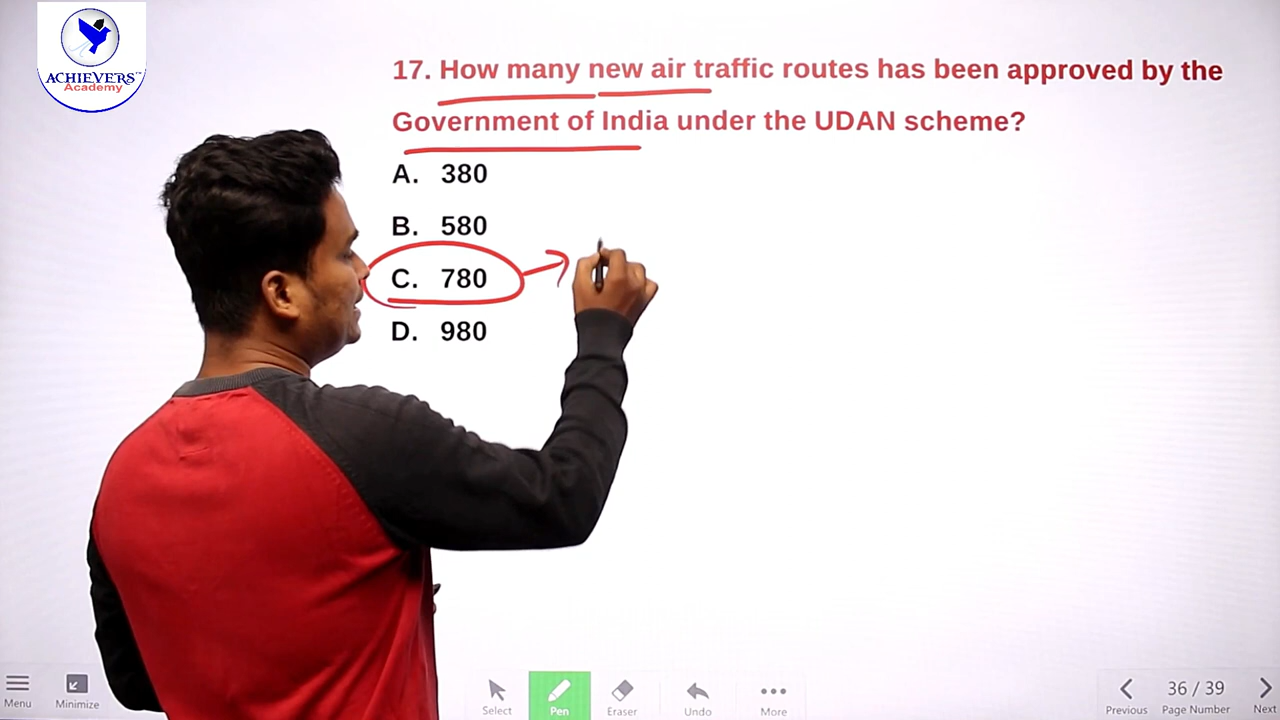 ACHIEVERS™
Academy
17. How many new air traffic routes has been approved by the
Government of India under the UDAN scheme?
A. 380
B. 580
C. 780
D. 980
Menu
Minimize
Select
Pen
Eraser
Undo
More
Previous
36 / 39
Page Number
Next